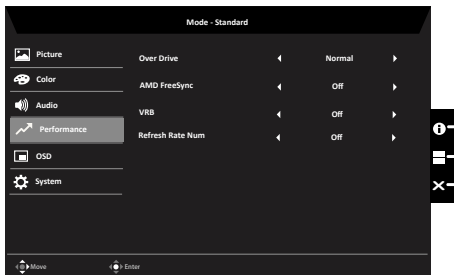 Mode - Standard
Picture
Over Drive Normal
Color
AMD FreeSync Off
Audio
VRB Off
Performance
Refresh Rate Num Off
OSD
System
Move Enter